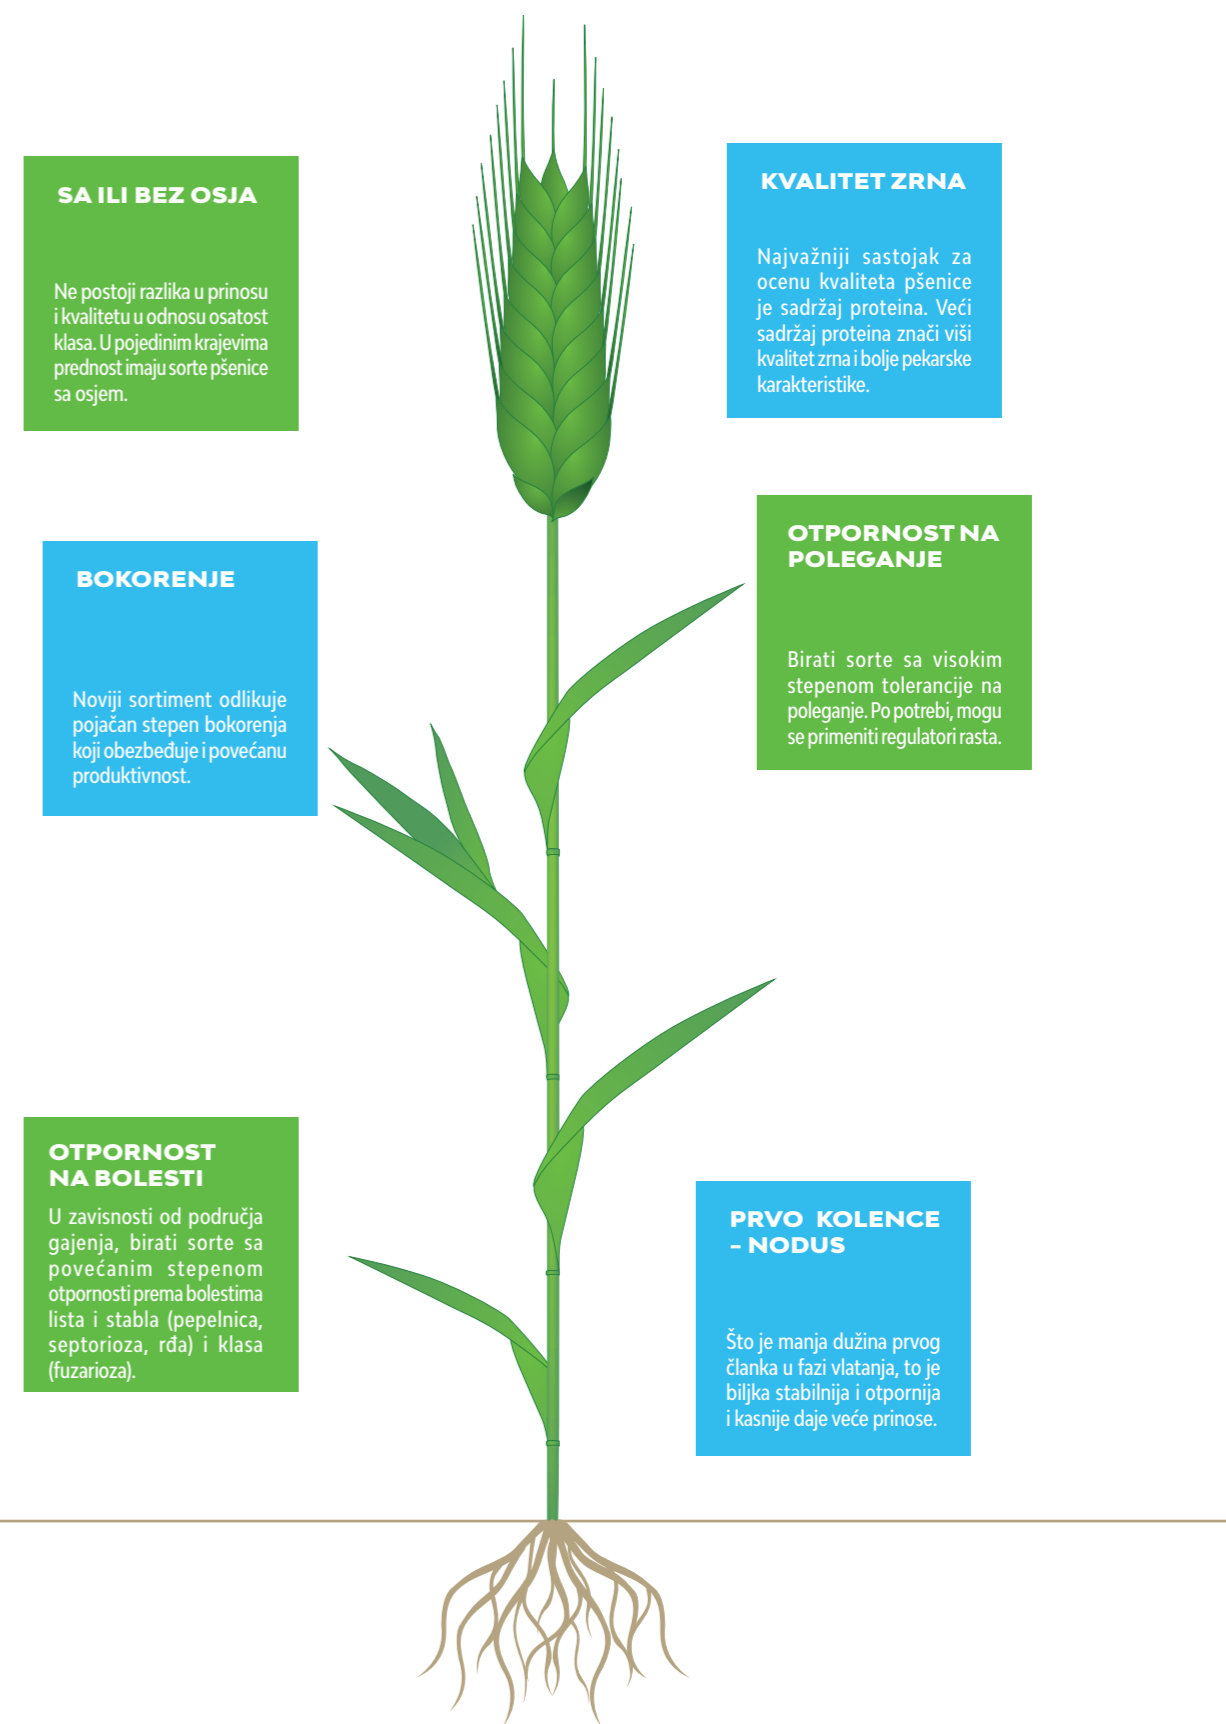 SA ILI BEZ OSJA
Ne postoji razlika u prinosu
i kvalitetu u odnosu osatost
klasa. U pojedinim krajevima
prednost imaju sorte pšenice
sa osjem.
KVALITET ZRNA
Najvažniji sastojak za
ocenu kvaliteta pšenice
je sadržaj proteina. Veći
sadržaj proteina znači viši
kvalitet zrna i bolje pekarske
karakteristike.
BOKORENJE
Noviji sortiment odlikuje
pojačan stepen bokorenja
koji obezbeđuje i povećanu
produktivnost.
OTPORNOST NA
POLEGANJE
Birati sorte sa visokim
stepenom tolerancije na
poleganje. Po potrebi, mogu
se primeniti regulatori rasta.
OTPORNOST
NA BOLESTI
U zavisnosti od područja
gajenja, birati sorte sa
povećanim stepenom
otpornosti prema bolestima
lista i stabla (pepelnica,
septorioza, rđa) i klasa
(fuzarioza).
PRVO KOLENCE
– NODUS
Što je manja dužina prvog
članka u fazi vlatanja, to je
biljka stabilnija i otpornija
i kasnije daje veće prinose.